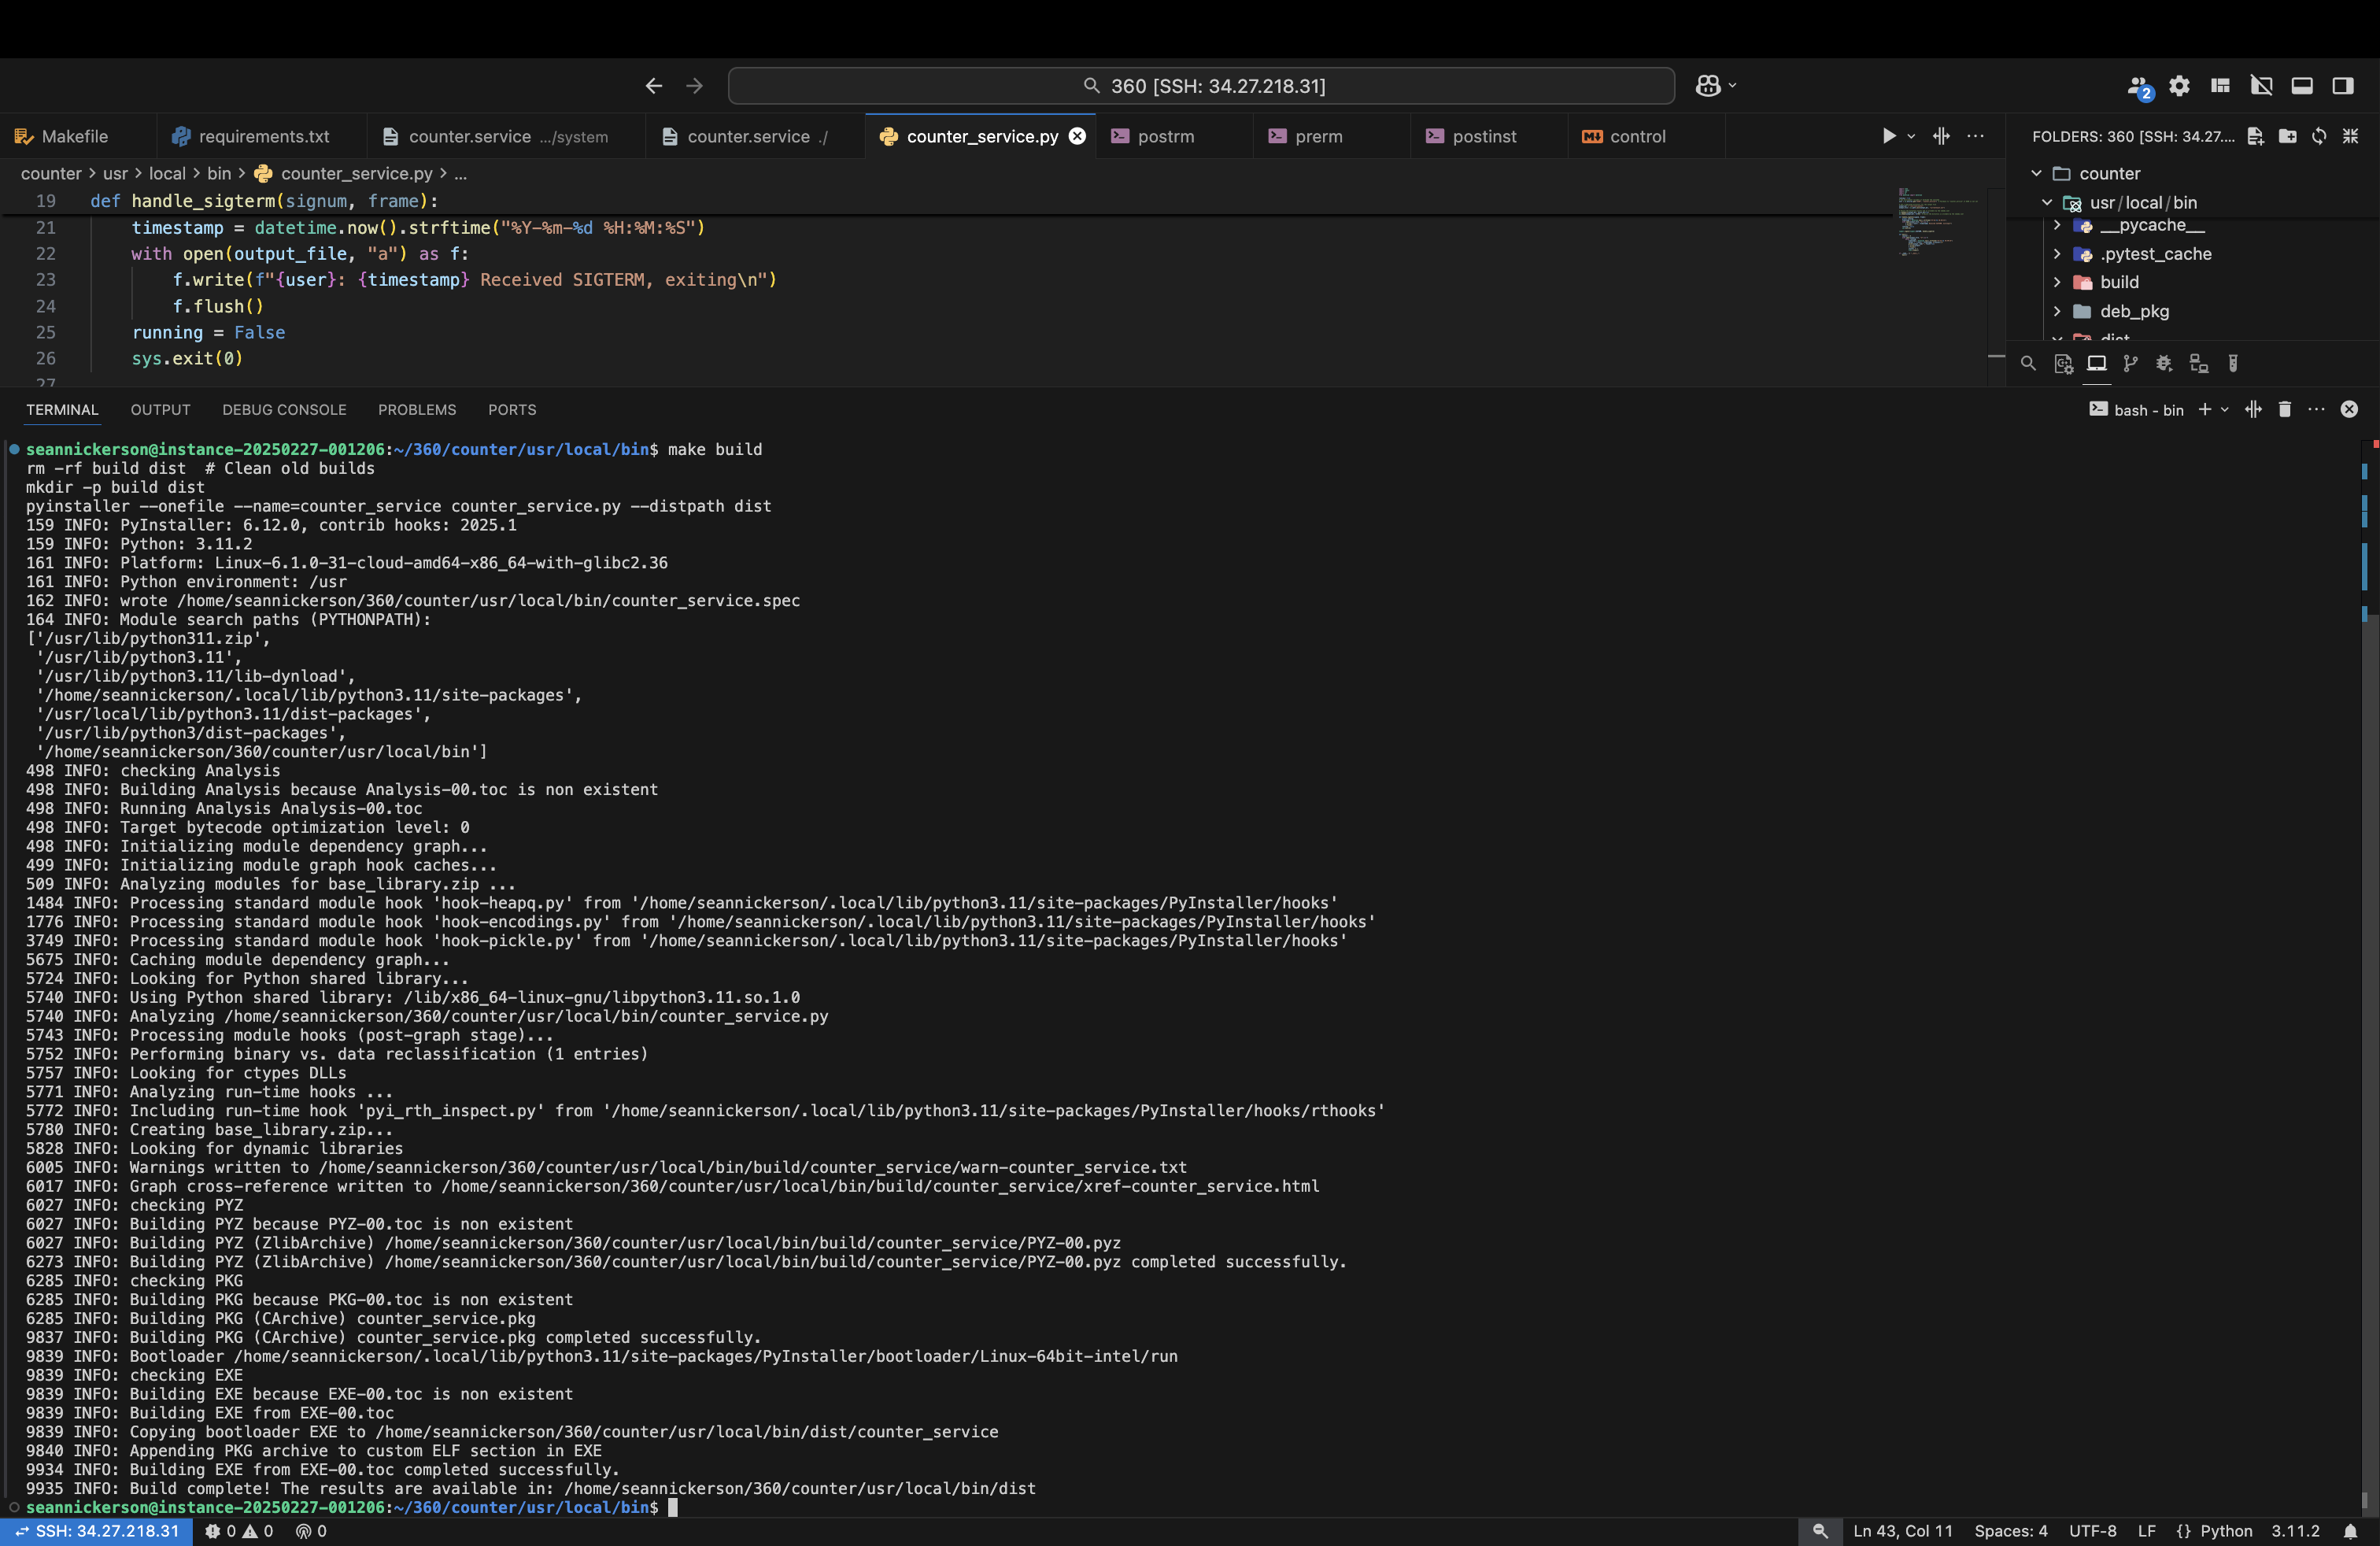 360 [SSH: 34.27.218.31]
2
Makefile
requirements.txt
counter.service .../system
counter.service ./
counter_service.py
postrm
prerm
postinst
control
FOLDERS: 360 [SSH: 34.27....
counter > usr > local > bin > counter_service.py > ...
counter
usr/local/bin
__pycache__
.pytest_cache
build
deb_pkg
dist
19 def handle_sigterm(signum, frame):
21 timestamp = datetime.now().strftime("%Y-%m-%d %H:%M:%S")
22 with open(output_file, "a") as f:
23 f.write(f"{user}: {timestamp} Received SIGTERM, exiting\n")
24 f.flush()
25 running = False
26 sys.exit(0)
27
TERMINAL OUTPUT DEBUG CONSOLE PROBLEMS PORTS
bash - bin
seannickerson@instance-20250227-001206:~/360/counter/usr/local/bin$ make build
rm -rf build dist  # Clean old builds
mkdir -p build dist
pyinstaller --onefile --name=counter_service counter_service.py --distpath dist
159 INFO: PyInstaller: 6.12.0, contrib hooks: 2025.1
159 INFO: Python: 3.11.2
161 INFO: Platform: Linux-6.1.0-31-cloud-amd64-x86_64-with-glibc2.36
161 INFO: Python environment: /usr
162 INFO: wrote /home/seannickerson/360/counter/usr/local/bin/counter_service.spec
164 INFO: Module search paths (PYTHONPATH):
['/usr/lib/python311.zip',
'/usr/lib/python3.11',
'/usr/lib/python3.11/lib-dynload',
'/home/seannickerson/.local/lib/python3.11/site-packages',
'/usr/local/lib/python3.11/dist-packages',
'/usr/lib/python3/dist-packages',
'/home/seannickerson/360/counter/usr/local/bin']
498 INFO: checking Analysis
498 INFO: Building Analysis because Analysis-00.toc is non existent
498 INFO: Running Analysis Analysis-00.toc
498 INFO: Target bytecode optimization level: 0
498 INFO: Initializing module dependency graph...
499 INFO: Initializing module graph hook caches...
509 INFO: Analyzing modules for base_library.zip ...
1484 INFO: Processing standard module hook 'hook-heapq.py' from '/home/seannickerson/.local/lib/python3.11/site-packages/PyInstaller/hooks'
1776 INFO: Processing standard module hook 'hook-encodings.py' from '/home/seannickerson/.local/lib/python3.11/site-packages/PyInstaller/hooks'
3749 INFO: Processing standard module hook 'hook-pickle.py' from '/home/seannickerson/.local/lib/python3.11/site-packages/PyInstaller/hooks'
5675 INFO: Caching module dependency graph...
5724 INFO: Looking for Python shared library...
5740 INFO: Using Python shared library: /lib/x86_64-linux-gnu/libpython3.11.so.1.0
5740 INFO: Analyzing /home/seannickerson/360/counter/usr/local/bin/counter_service.py
5743 INFO: Processing module hooks (post-graph stage)...
5752 INFO: Performing binary vs. data reclassification (1 entries)
5757 INFO: Looking for ctypes DLLs
5771 INFO: Analyzing run-time hooks ...
5772 INFO: Including run-time hook 'pyi_rth_inspect.py' from '/home/seannickerson/.local/lib/python3.11/site-packages/PyInstaller/hooks/rthooks'
5780 INFO: Creating base_library.zip...
5828 INFO: Looking for dynamic libraries
6005 INFO: Warnings written to /home/seannickerson/360/counter/usr/local/bin/build/counter_service/warn-counter_service.txt
6017 INFO: Graph cross-reference written to /home/seannickerson/360/counter/usr/local/bin/build/counter_service/xref-counter_service.html
6027 INFO: checking PYZ
6027 INFO: Building PYZ because PYZ-00.toc is non existent
6027 INFO: Building PYZ (ZlibArchive) /home/seannickerson/360/counter/usr/local/bin/build/counter_service/PYZ-00.pyz
6273 INFO: Building PYZ (ZlibArchive) /home/seannickerson/360/counter/usr/local/bin/build/counter_service/PYZ-00.pyz completed successfully.
6285 INFO: checking PKG
6285 INFO: Building PKG because PKG-00.toc is non existent
6285 INFO: Building PKG (CArchive) counter_service.pkg
9837 INFO: Building PKG (CArchive) counter_service.pkg completed successfully.
9839 INFO: Bootloader /home/seannickerson/.local/lib/python3.11/site-packages/PyInstaller/bootloader/Linux-64bit-intel/run
9839 INFO: checking EXE
9839 INFO: Building EXE because EXE-00.toc is non existent
9839 INFO: Building EXE from EXE-00.toc
9839 INFO: Copying bootloader EXE to /home/seannickerson/360/counter/usr/local/bin/dist/counter_service
9840 INFO: Appending PKG archive to custom ELF section in EXE
9934 INFO: Building EXE from EXE-00.toc completed successfully.
9935 INFO: Build complete! The results are available in: /home/seannickerson/360/counter/usr/local/bin/dist
seannickerson@instance-20250227-001206:~/360/counter/usr/local/bin$
SSH: 34.27.218.31 0 0 0 Ln 43, Col 11 Spaces: 4 UTF-8 LF {} Python 3.11.2